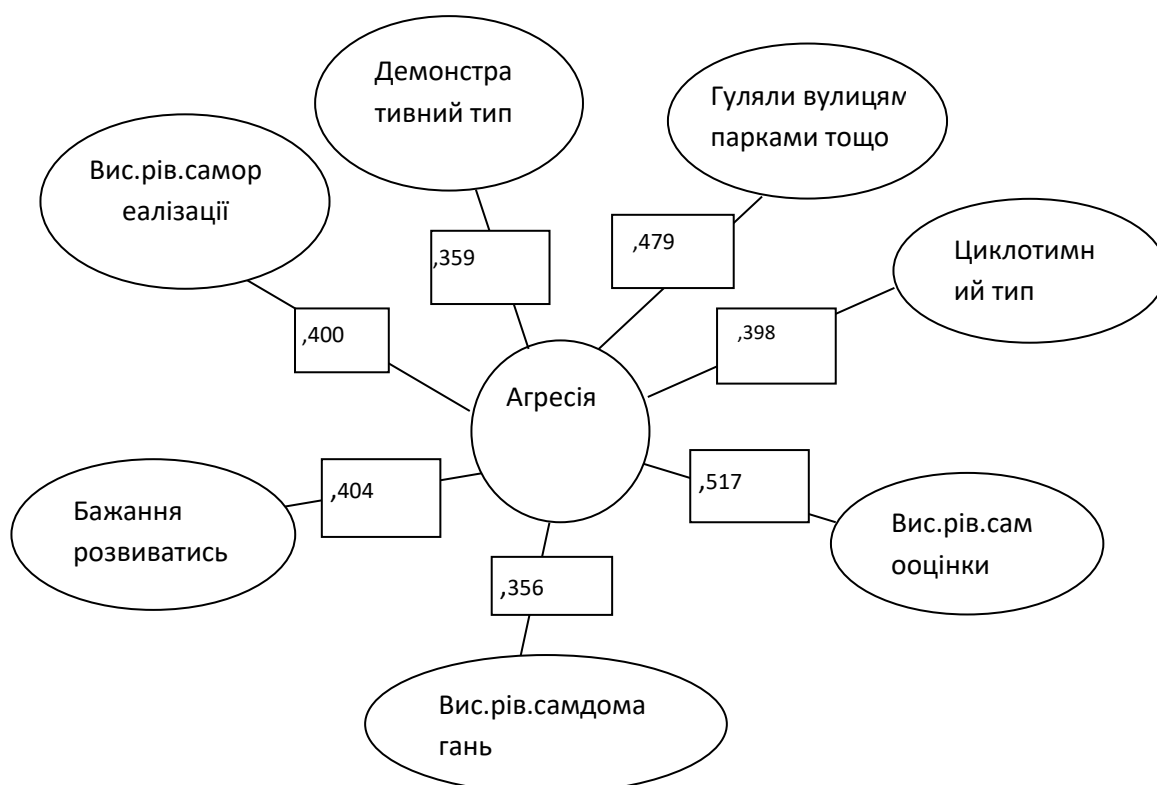 Демонстра
тивний тип
Гуляли вулицям
парками тощо
Вис.рів.самор
еалізації
Циклотимн
ий тип
,359
,479
,400
,398
Агресія
,404
,517
Бажання
розвиватись
Вис.рів.сам
ооцінки
,356
Вис.рів.самдома
гань